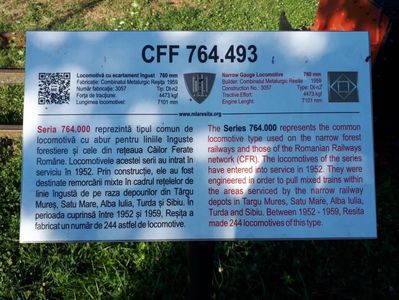 CFF 764.493
Locomotivă cu ecartament îngust 760 mm
Fabricație: Combinatul Metalurgic Reșița 1959
Număr fabricație: 3057 Tip: Dt-n2
Forța de tracțiune: 4473 kgf
Lungimea locomotivei: 7101 mm
Narrow Gauge Locomotive 760 mm
Builder: Combinatul Metalurgic Resita 1959
Construction No.: 3057 Type: Dt-n2
Tractive Effort: 4473 kgf
Engine Lenght: 7101 mm
www.mlaresita.org
Seria 764.000 reprezintă tipul comun de
locomotivă cu abur pentru liniile înguste
forestiere și cele din rețeaua Căilor Ferate
Române. Locomotivele acestei serii au intrat în
serviciu în 1952. Prin construcție, ele au fost
destinate remorcării mixte în cadrul rețelelor de
linie îngustă de pe raza depourilor din Târgu
Mureș, Satu Mare, Alba Iulia, Turda și Sibiu. În
perioada cuprinsă între 1952 și 1959, Reșița a
fabricat un număr de 244 astfel de locomotive.
The Series 764.000 represents the common
locomotive type used on the narrow forest
railways and those of the Romanian Railways
network (CFR). The locomotives of the series
have entered into service in 1952. They were
engineered in order to pull mixed trains within
the areas serviced by the narrow railway
depots in Targu Mures, Satu Mare, Alba Iulia,
Turda and Sibiu. Between 1952 - 1959, Resita
made 244 locomotives of this type.